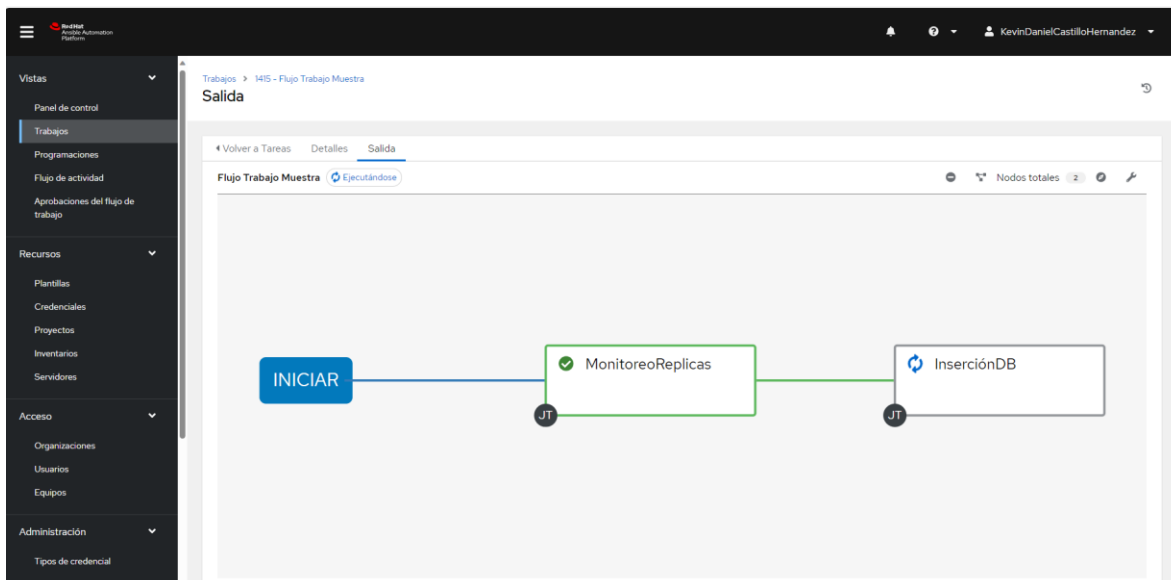 Red Hat
Ansible Automation
Platform
KevinDanielCastilloHernandez
Vistas
Panel de control
Trabajos
Programaciones
Flujo de actividad
Aprobaciones del flujo de
trabajo
Recursos
Plantillas
Credenciales
Proyectos
Inventarios
Servidores
Acceso
Organizaciones
Usuarios
Equipos
Administración
Tipos de credencial
Trabajos > 1415 - Flujo Trabajo Muestra
Salida
Volver a Tareas Detalles Salida
Flujo Trabajo Muestra Ejecutándose Nodos totales 2
INICIAR
MonitoreoReplicas
JT
InserciónDB
JT